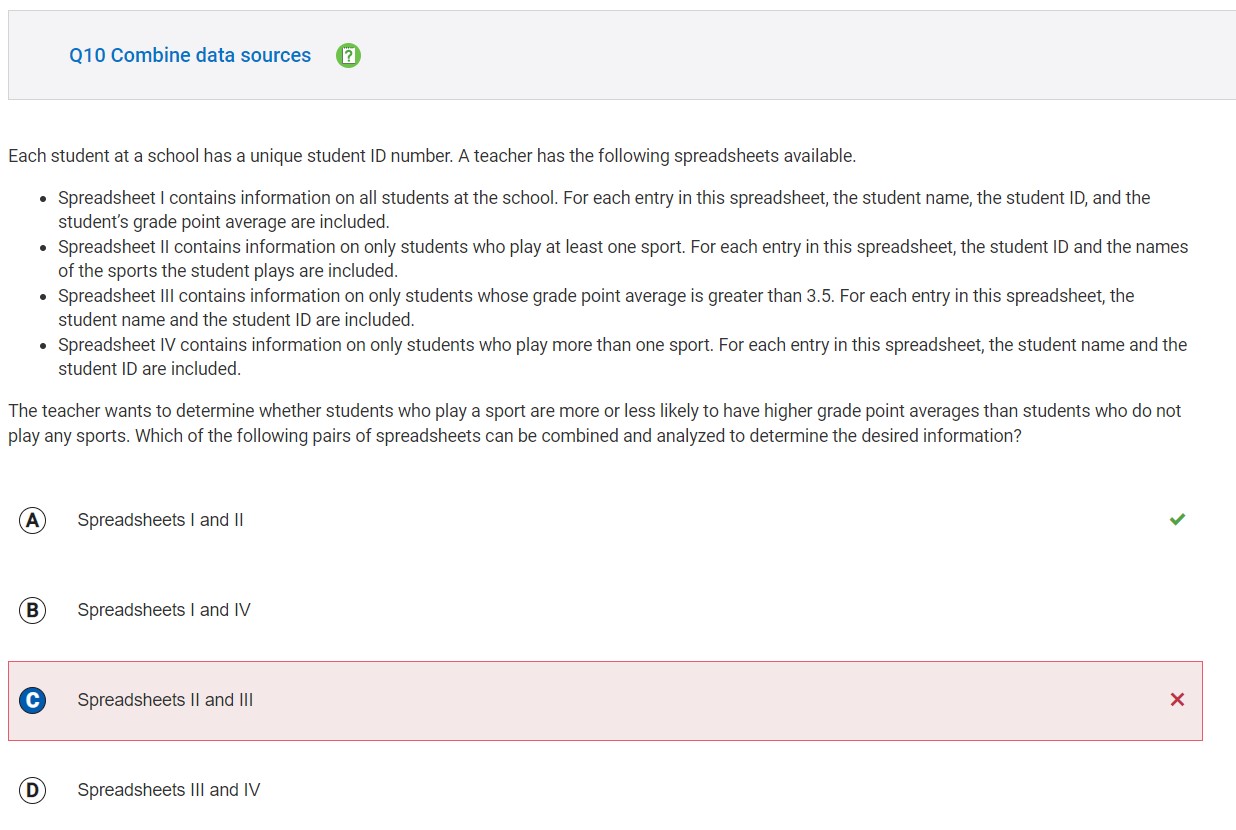 Q10 Combine data sources
Each student at a school has a unique student ID number. A teacher has the following spreadsheets available.
• Spreadsheet I contains information on all students at the school. For each entry in this spreadsheet, the student name, the student ID, and the
student’s grade point average are included.
• Spreadsheet II contains information on only students who play at least one sport. For each entry in this spreadsheet, the student ID and the names
of the sports the student plays are included.
• Spreadsheet III contains information on only students whose grade point average is greater than 3.5. For each entry in this spreadsheet, the
student name and the student ID are included.
• Spreadsheet IV contains information on only students who play more than one sport. For each entry in this spreadsheet, the student name and the
student ID are included.
The teacher wants to determine whether students who play a sport are more or less likely to have higher grade point averages than students who do not
play any sports. Which of the following pairs of spreadsheets can be combined and analyzed to determine the desired information?
A Spreadsheets I and II
B Spreadsheets I and IV
C Spreadsheets II and III
D Spreadsheets III and IV